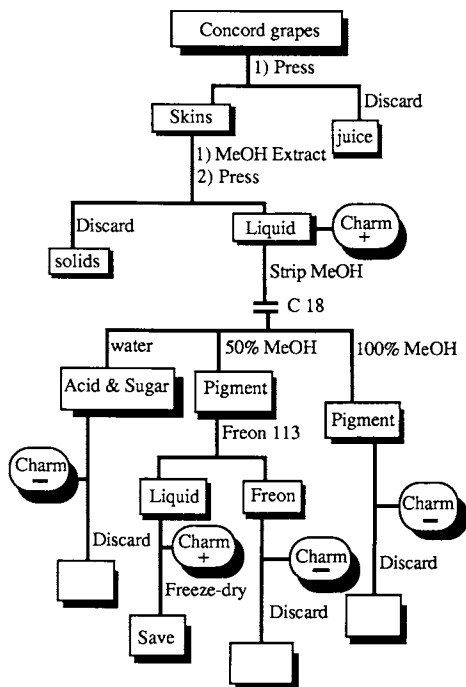 Concord grapes
1) Press
Discard
Skins
juice
1) MeOH Extract
2) Press
Discard
Liquid
Charm
+
solids
Strip MeOH
C 18
water
50% MeOH
100% MeOH
Acid & Sugar
Pigment
Pigment
Freon 113
Charm
−
Liquid
Freon
Charm
−
Discard
Charm
+
Charm
−
Freeze-dry
Discard
Discard
Save